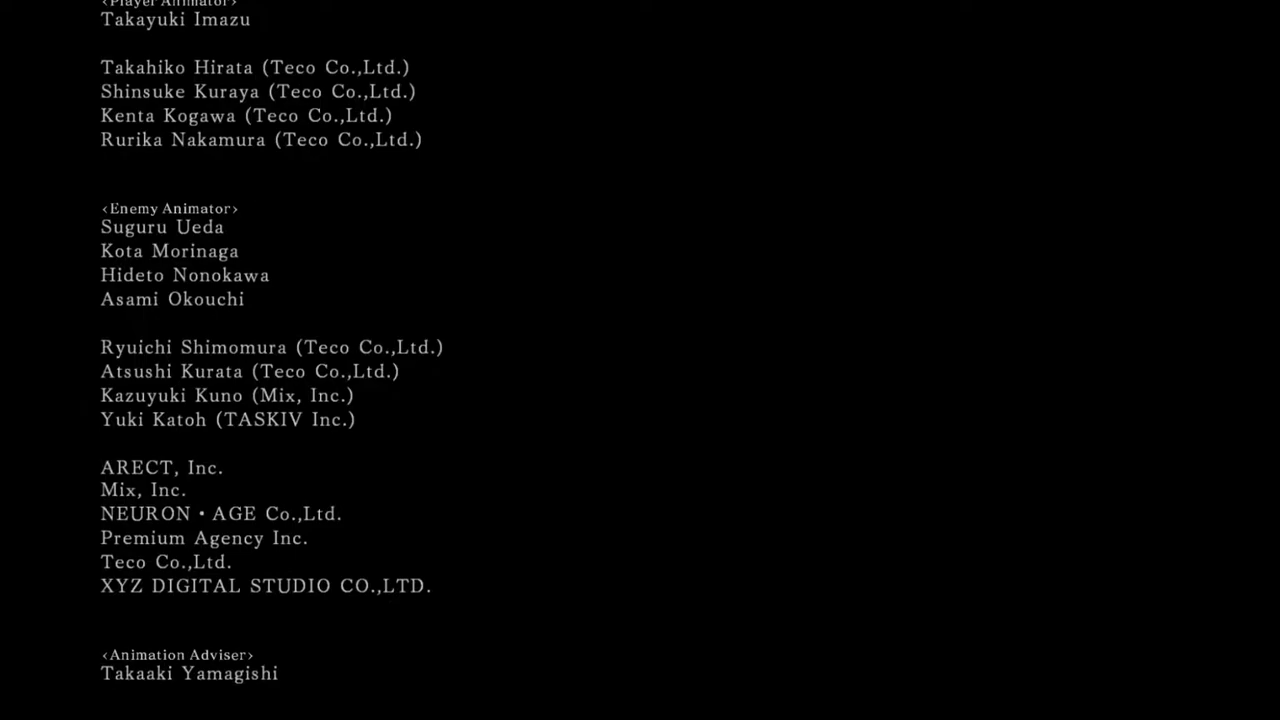 <Player Animator>
Takayuki Imazu
Takahiko Hirata (Teco Co.,Ltd.)
Shinsuke Kuraya (Teco Co.,Ltd.)
Kenta Kogawa (Teco Co.,Ltd.)
Rurika Nakamura (Teco Co.,Ltd.)
<Enemy Animator>
Suguru Ueda
Kota Morinaga
Hideto Nonokawa
Asami Okouchi
Ryuichi Shimomura (Teco Co.,Ltd.)
Atsushi Kurata (Teco Co.,Ltd.)
Kazuyuki Kuno (Mix, Inc.)
Yuki Katoh (TASKIV Inc.)
ARECT, Inc.
Mix, Inc.
NEURON・AGE Co.,Ltd.
Premium Agency Inc.
Teco Co.,Ltd.
XYZ DIGITAL STUDIO CO.,LTD.
<Animation Adviser>
Takaaki Yamagishi